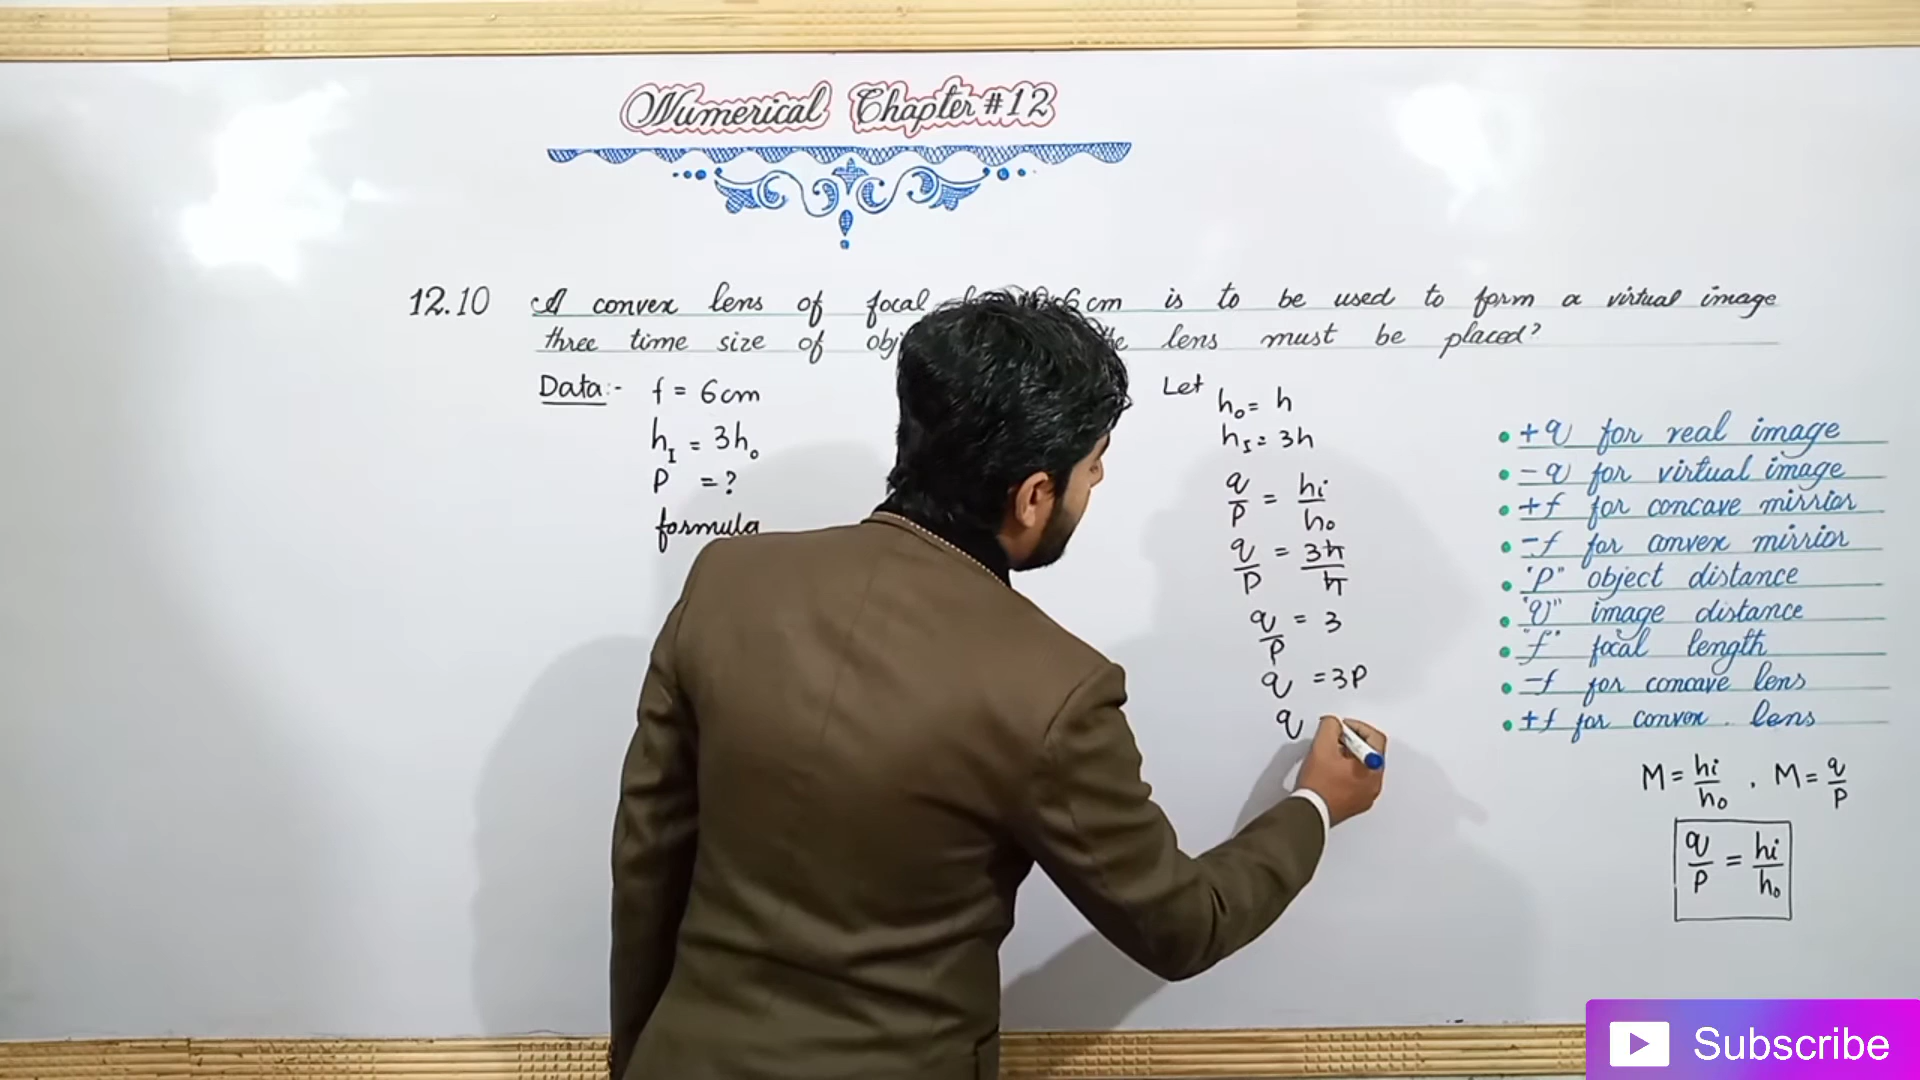 Numerical Chapter #12
12.10 A convex lens of focal 6cm is to be used to form a virtual image
three time size of lens must be placed?
Data:- f = 6cm
h_I = 3h_o
P = ?
formula
Let
h_o = h
h_I = 3h
q/P = hi/ho
q/P = 3h/h
q/P = 3
q = 3P
q
• +q for real image
• -q for virtual image
• +f for concave mirrior
• -f for convex mirrior
• "P" object distance
• "q" image distance
• "f" focal length
• -f for concave lens
• +f for convex . lens
M = hi/ho , M = q/P
q/P = hi/ho
Subscribe